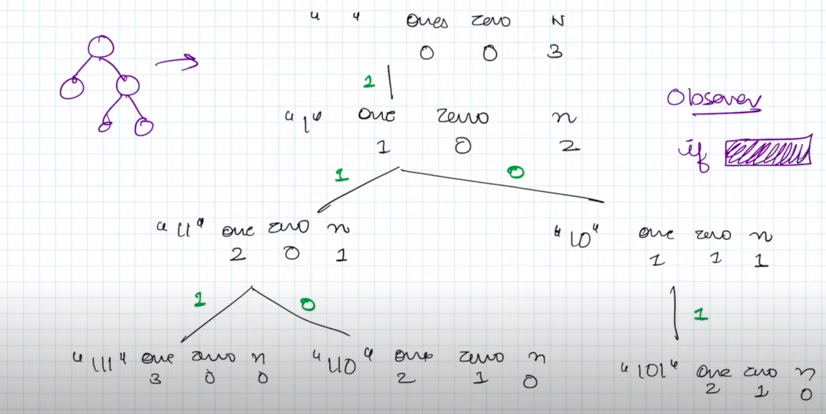 " " Ones zero N
0 0 3
1
"1" One zero n
1 0 2
Observer
if
1 0
"11" one zero n
2 0 1
"10" one zero n
1 1 1
1 0
1
"111" one zero n
3 0 0
"110" one zero n
2 1 0
"101" one zero n
2 1 0